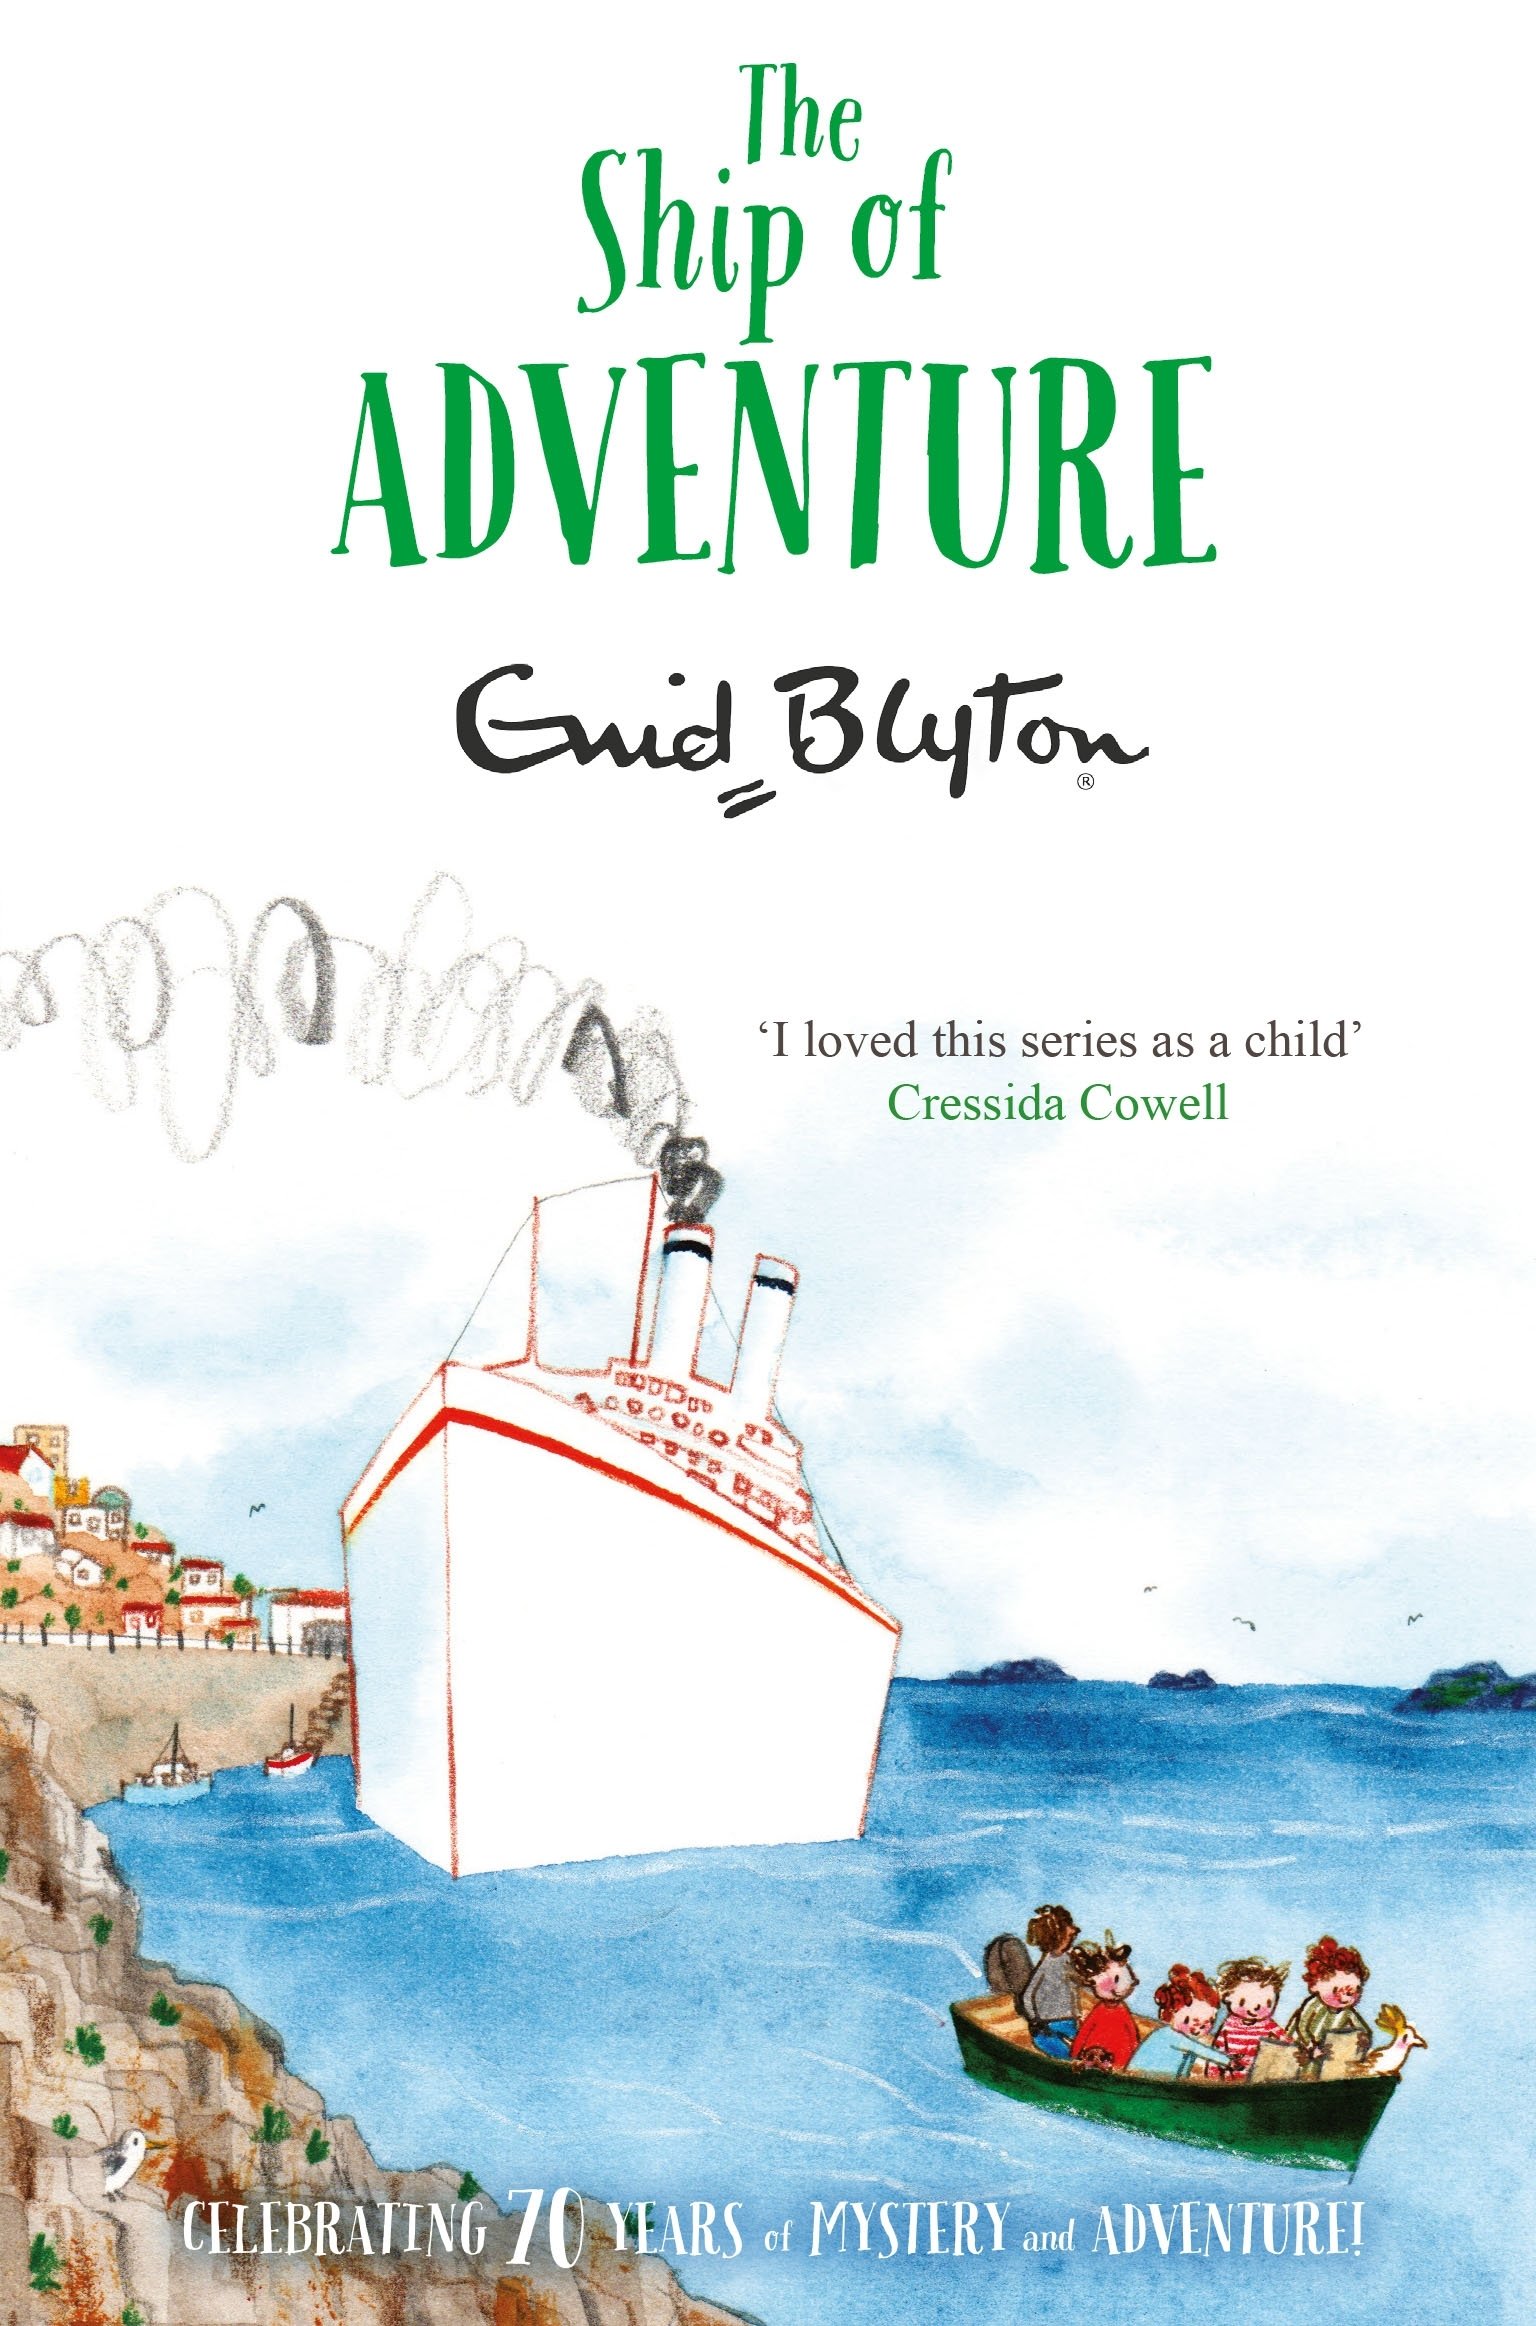 The
Ship of
ADVENTURE
Enid Blyton
®
‘I loved this series as a child’
Cressida Cowell
CELEBRATING 70 YEARS of MYSTERY and ADVENTURE!